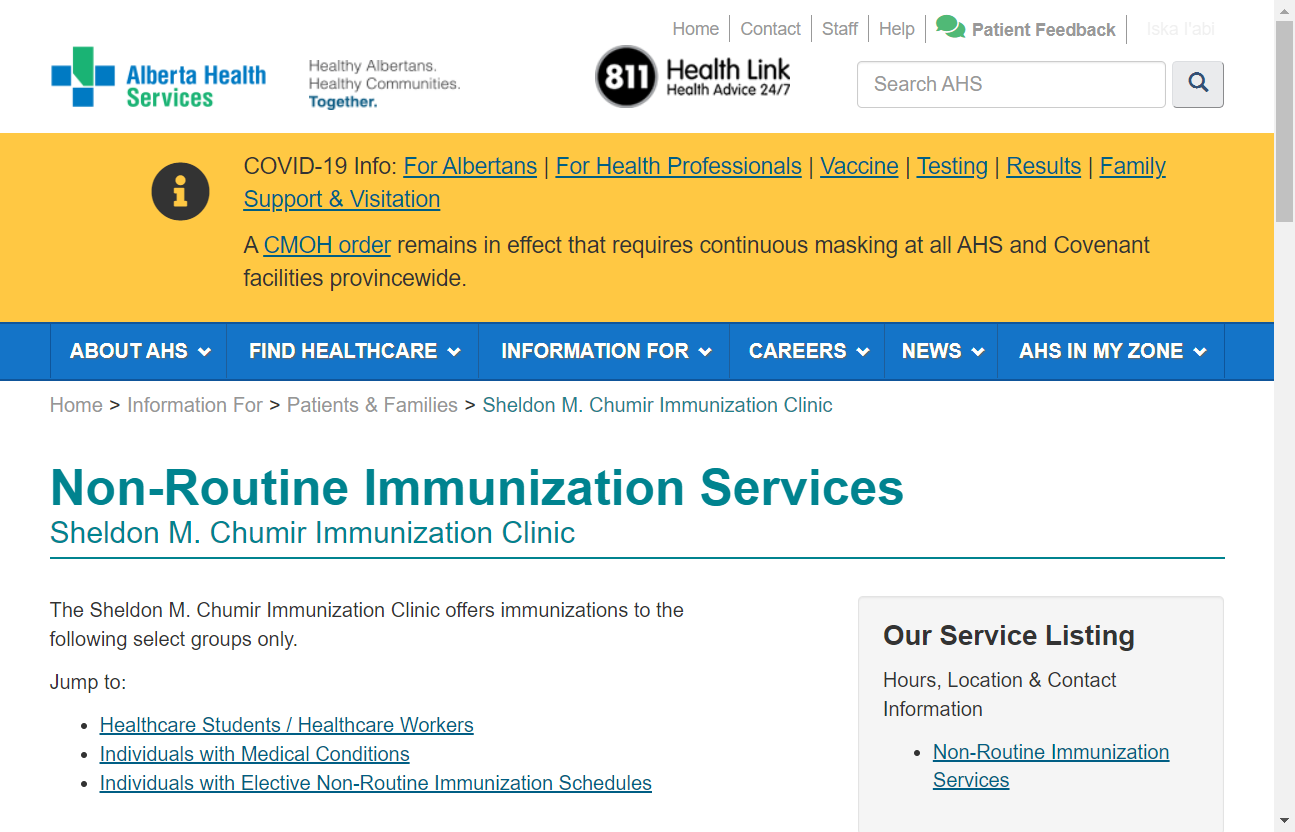 Home Contact Staff Help Patient Feedback Iska I'abi
Alberta Health
Services
Healthy Albertans.
Healthy Communities.
Together.
811 Health Link
Health Advice 24/7
Search AHS
COVID-19 Info: For Albertans | For Health Professionals | Vaccine | Testing | Results | Family
Support & Visitation
A CMOH order remains in effect that requires continuous masking at all AHS and Covenant
facilities provincewide.
ABOUT AHS FIND HEALTHCARE INFORMATION FOR CAREERS NEWS AHS IN MY ZONE
Home > Information For > Patients & Families > Sheldon M. Chumir Immunization Clinic
Non-Routine Immunization Services
Sheldon M. Chumir Immunization Clinic
The Sheldon M. Chumir Immunization Clinic offers immunizations to the
following select groups only.
Jump to:
• Healthcare Students / Healthcare Workers
• Individuals with Medical Conditions
• Individuals with Elective Non-Routine Immunization Schedules
Our Service Listing
Hours, Location & Contact
Information
• Non-Routine Immunization
Services